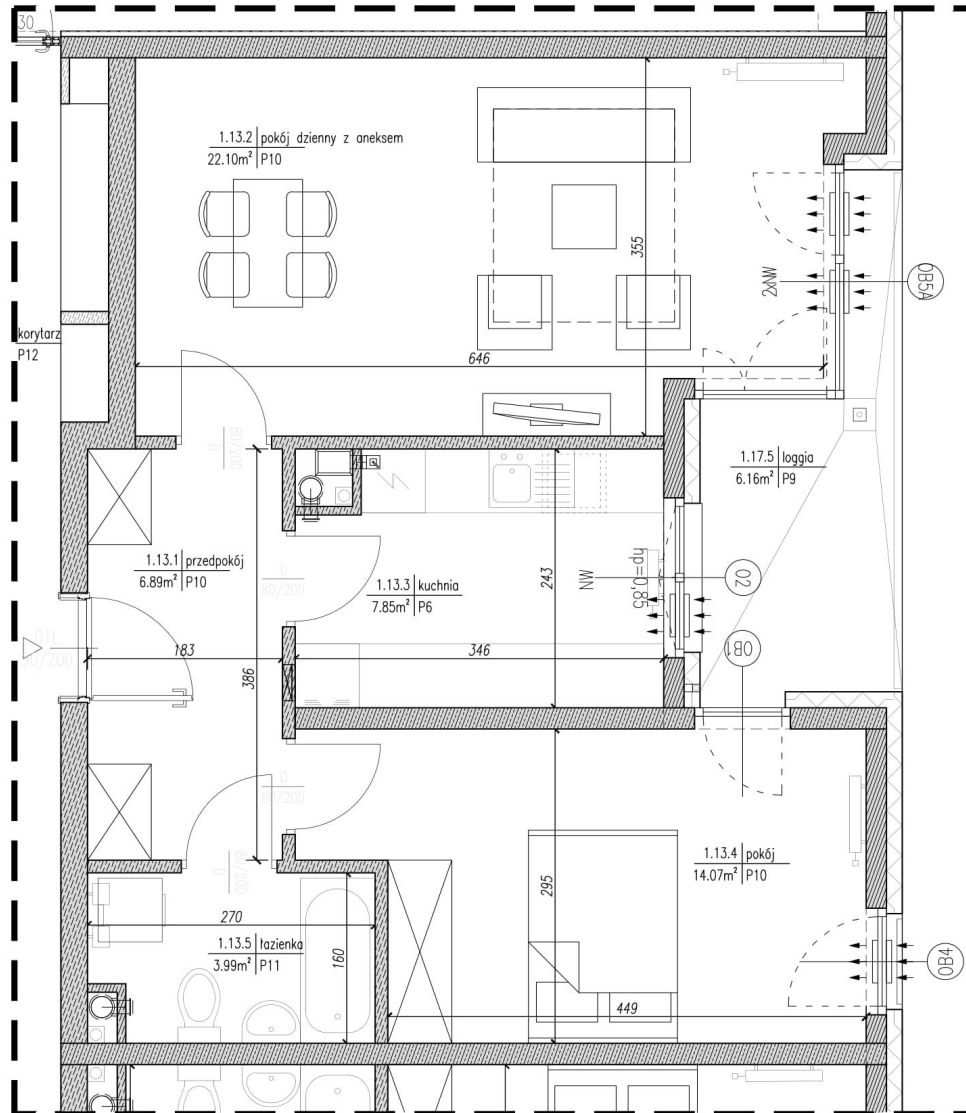 30
1.13.2 pokój dzienny z aneksem
22.10m² P10
355
2xNW
OB5A
korytarz
P12
646
80/200
D
1.17.5 loggia
6.16m² P9
1.13.1 przedpokój
6.89m² P10
D
80/200
1.13.3 kuchnia
7.85m² P6
243
NW
hp=0,85
O2
D1L
90/200
183
386
346
OB1
D
80/200
1.13.4 pokój
14.07m² P10
80/200
D
295
270
1.13.5 łazienka
3.99m² P11
160
OB4
449